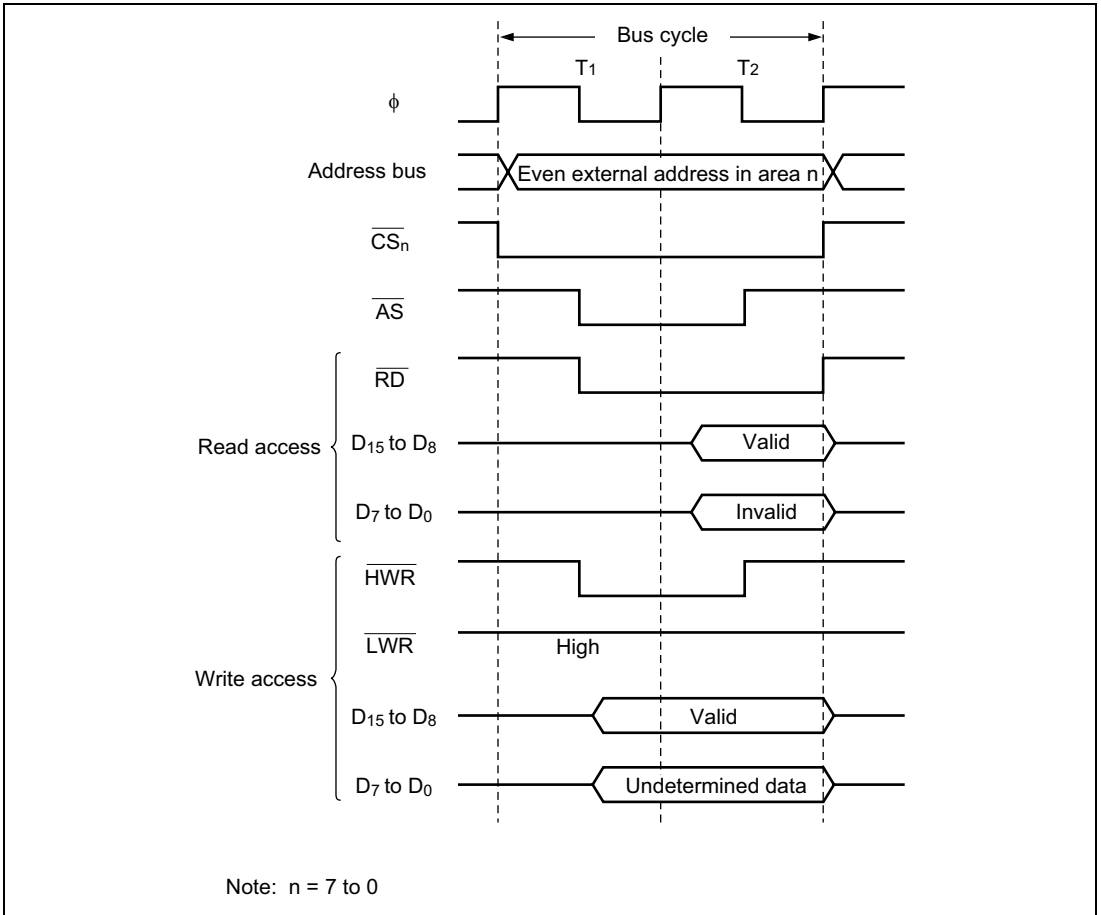 Bus cycle
T1 T2
ϕ
Address bus Even external address in area n
CSn
AS
RD
Read access D15 to D8 Valid
D7 to D0 Invalid
HWR
LWR High
Write access
D15 to D8 Valid
D7 to D0 Undetermined data
Note: n = 7 to 0